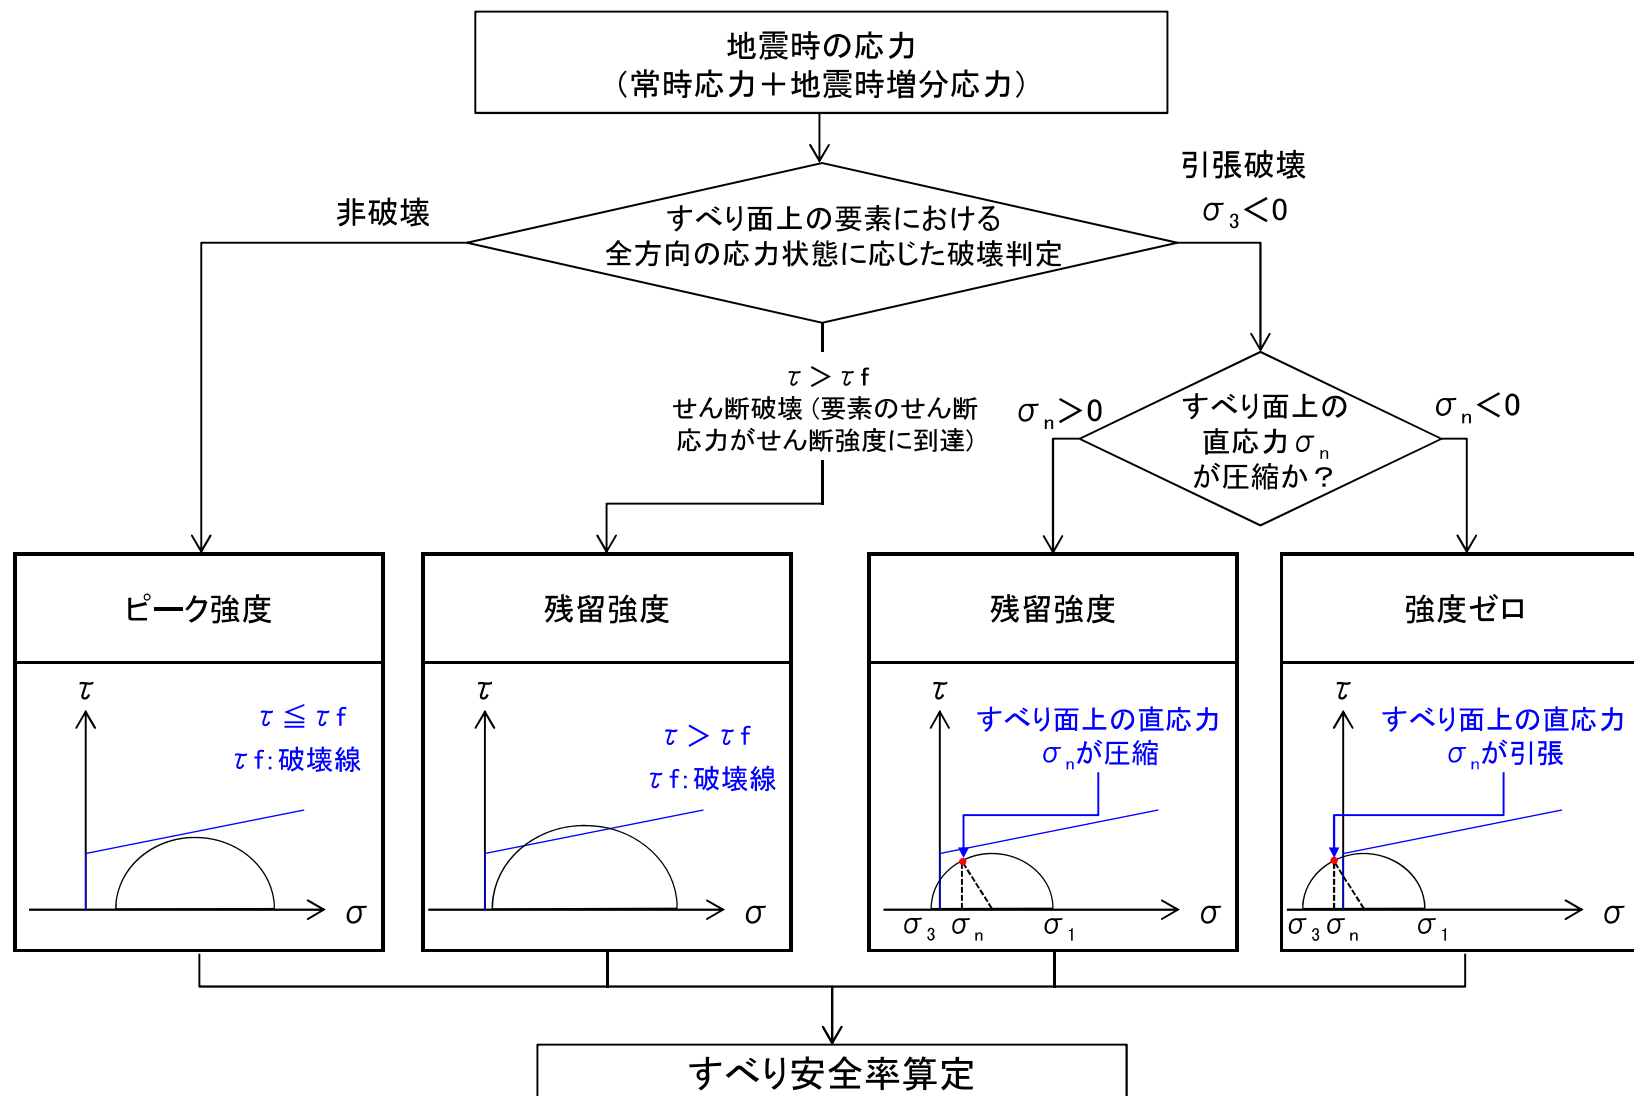 地震時の応力
（常時応力＋地震時増分応力）
すべり面上の要素における
全方向の応力状態に応じた破壊判定
非破壊
引張破壊
σ₃＜0
τ＞τf
せん断破壊（要素のせん断
応力がせん断強度に到達）
σₙ＞0
すべり面上の
直応力σₙ
が圧縮か？
σₙ＜0
ピーク強度
τ
τ≦τf
τf：破壊線
σ
残留強度
τ
τ＞τf
τf：破壊線
σ
残留強度
τ
すべり面上の直応力
σₙが圧縮
σ
σ₃ σₙ σ₁
強度ゼロ
τ
すべり面上の直応力
σₙが引張
σ
σ₃ σₙ σ₁
すべり安全率算定